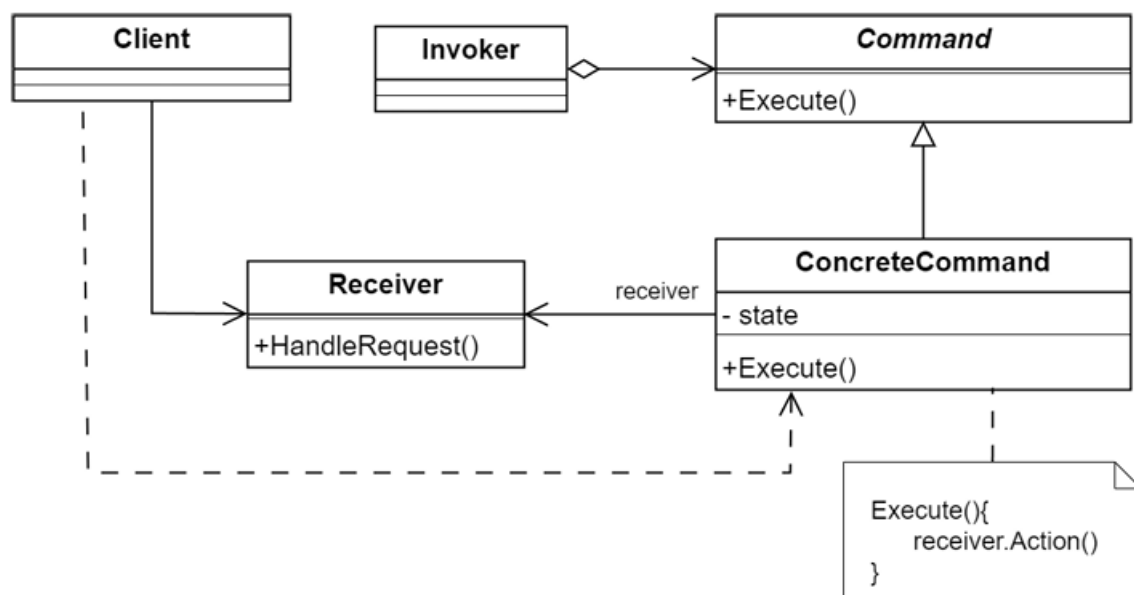 Client
Invoker
Command
+Execute()
Receiver
+HandleRequest()
receiver
ConcreteCommand
- state
+Execute()
Execute(){
receiver.Action()
}